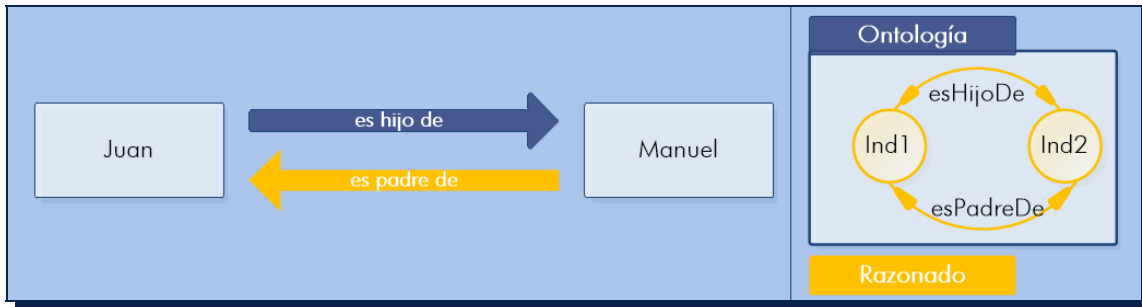 Juan
es hijo de
es padre de
Manuel
Ontología
esHijoDe
Ind1
Ind2
esPadreDe
Razonado